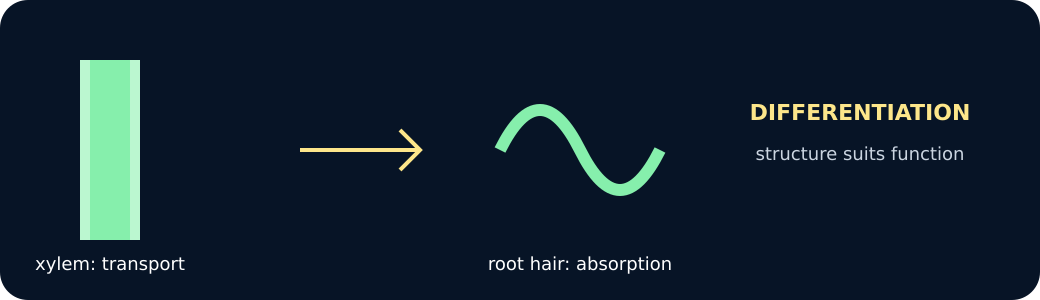 DIFFERENTIATION
structure suits function
xylem: transport
root hair: absorption